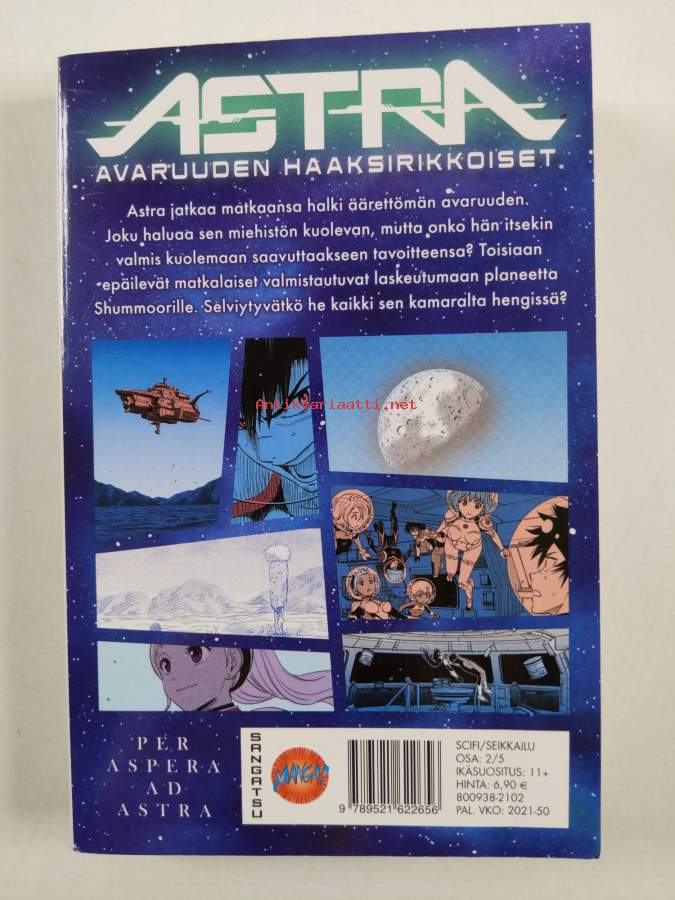 ASTRA
AVARUUDEN HAAKSIRIKKOISET
Astra jatkaa matkaansa halki äärettömän avaruuden.
Joku haluaa sen miehistön kuolevan, mutta onko hän itsekin
valmis kuolemaan saavuttaakseen tavoitteensa? Toisiaan
epäilevät matkalaiset valmistautuvat laskeutumaan planeetta
Shummoorille. Selviytyvätkö he kaikki sen kamaralta hengissä?
Antikvariaatti.net
PER
ASPERA
AD
ASTRA
SANGATSU
MANGA!
9 789521 622656
SCIFI/SEIKKAILU
OSA: 2/5
IKÄSUOSITUS: 11+
HINTA: 6,90 €
800938-2102
PAL. VKO: 2021-50